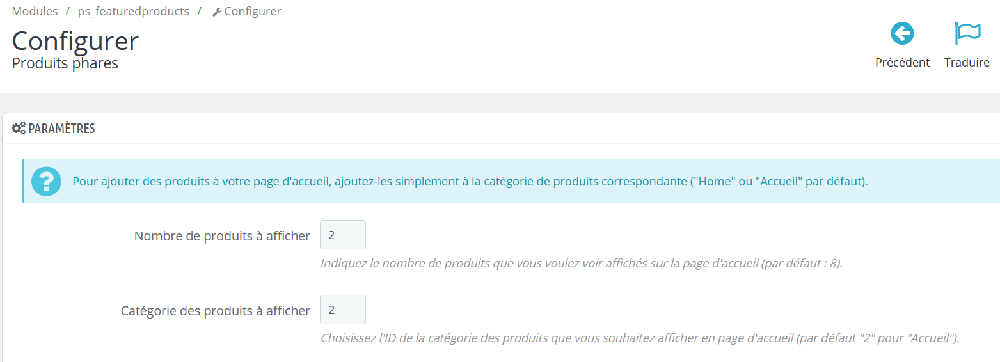 Modules / ps_featuredproducts / Configurer
Configurer
Produits phares
Précédent
Traduire
PARAMÈTRES
Pour ajouter des produits à votre page d'accueil, ajoutez-les simplement à la catégorie de produits correspondante ("Home" ou "Accueil" par défaut).
Nombre de produits à afficher 2
Indiquez le nombre de produits que vous voulez voir affichés sur la page d'accueil (par défaut : 8).
Catégorie des produits à afficher 2
Choisissez l'ID de la catégorie des produits que vous souhaitez afficher en page d'accueil (par défaut "2" pour "Accueil").